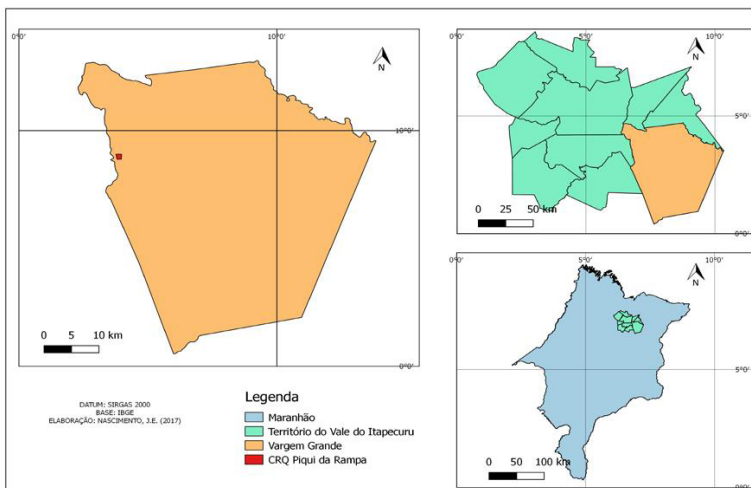 0°0'
10°0'
N
10°0'
0 5 10 km
0°0'
0°0'
5°0'
10°0'
N
5°0'
0 25 50 km
0°0'
0°0'
5°0'
10°0'
N
5°0'
0 50 100 km
0°0'
DATUM: SIRGAS 2000
BASE: IBGE
ELABORAÇÃO: NASCIMENTO, J.E. (2017)
Legenda
Maranhão
Território do Vale do Itapecuru
Vargem Grande
CRQ Piqui da Rampa